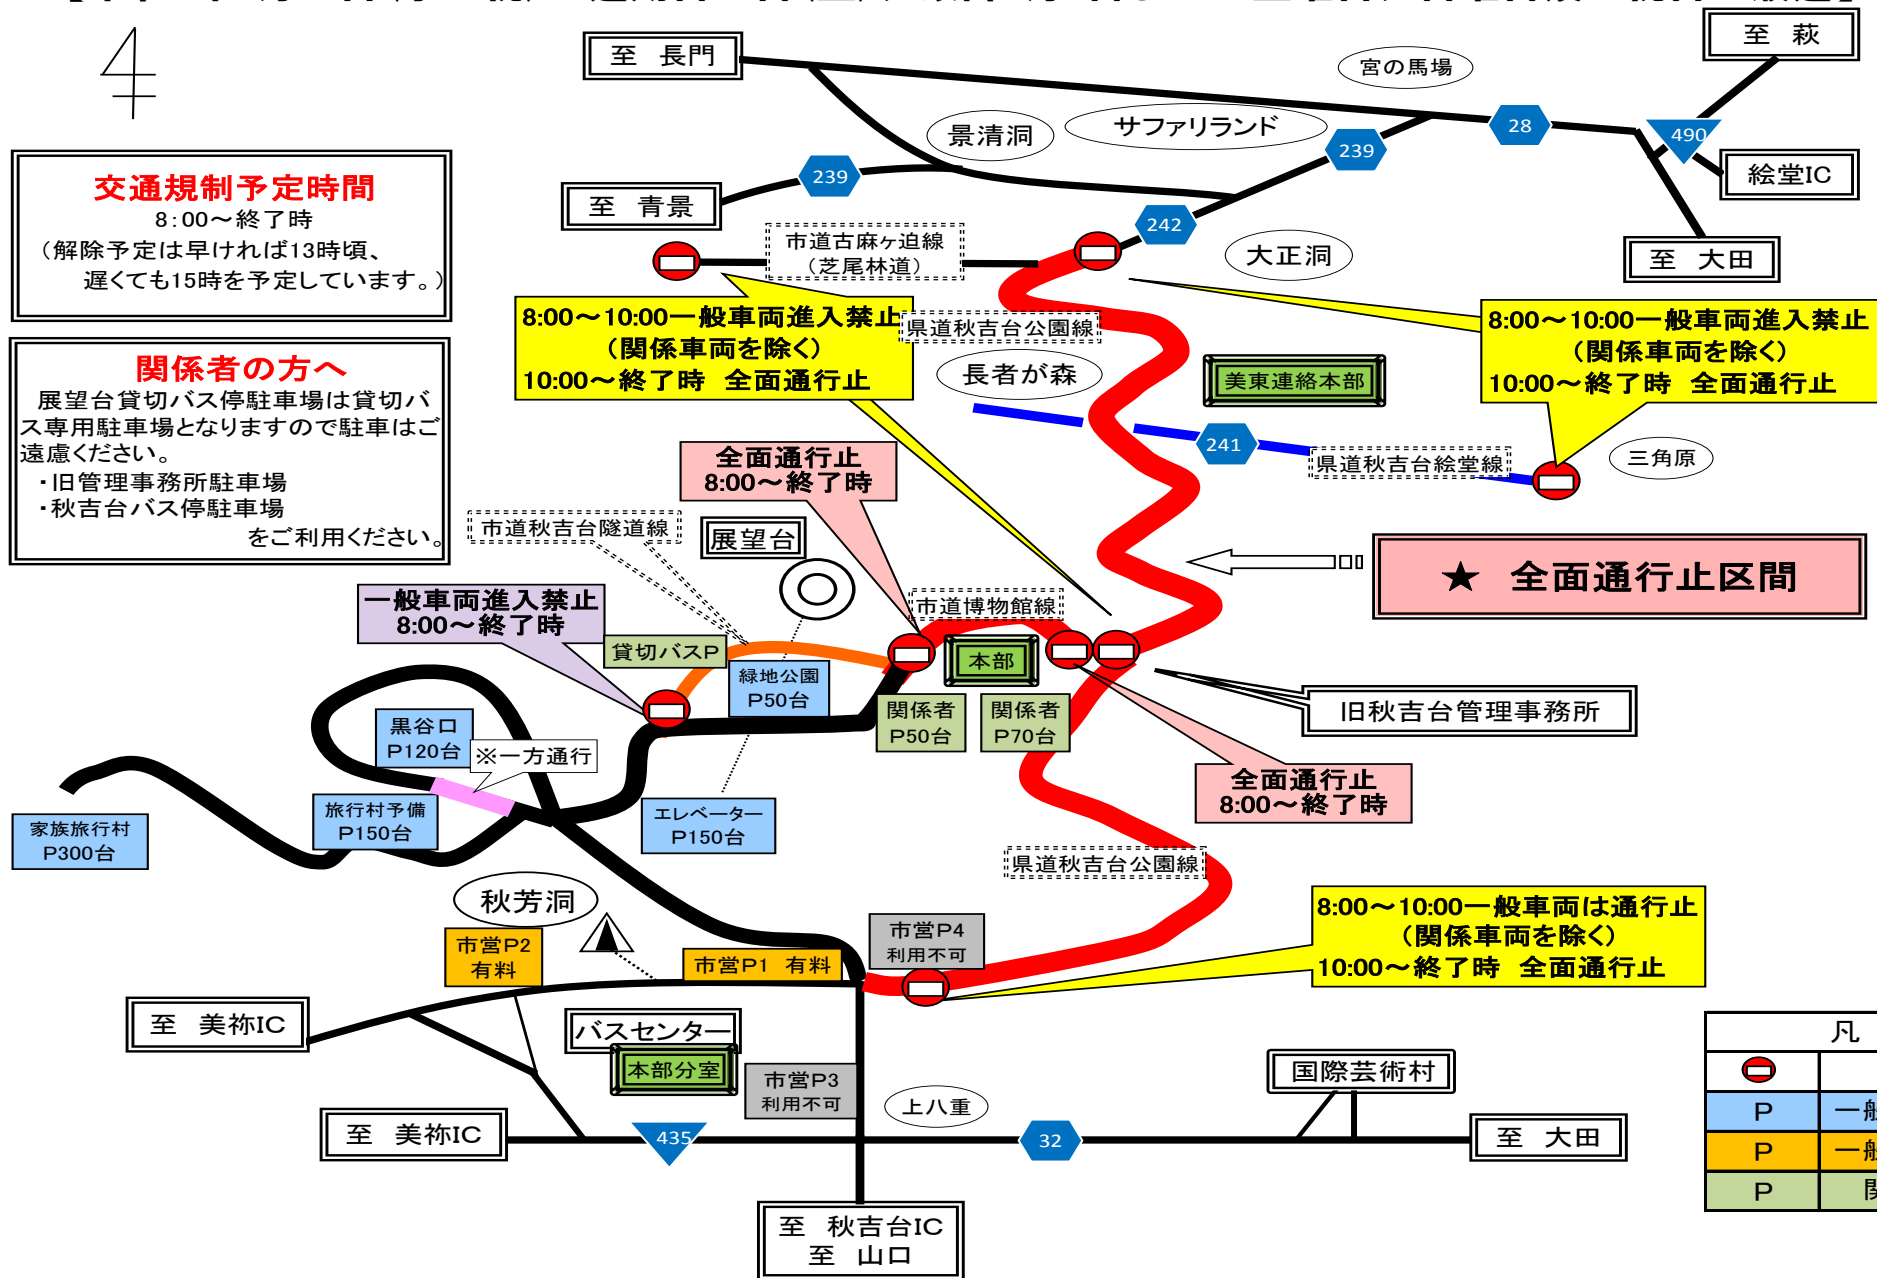 至 長門
至 萩
宮の馬場
28
490
サファリランド
景清洞
239
239
絵堂IC
至 青景
242
大正洞
至 大田
交通規制予定時間
8:00～終了時
（解除予定は早ければ13時頃、
遅くても15時を予定しています。）
市道古麻ヶ迫線
（芝尾林道）
8:00～10:00一般車両進入禁止
（関係車両を除く）
10:00～終了時 全面通行止
県道秋吉台公園線
8:00～10:00一般車両進入禁止
（関係車両を除く）
10:00～終了時 全面通行止
関係者の方へ
展望台貸切バス停駐車場は貸切バ
ス専用駐車場となりますので駐車はご
遠慮ください。
・旧管理事務所駐車場
・秋吉台バス停駐車場
をご利用ください。
長者が森
美東連絡本部
241
県道秋吉台絵堂線
三角原
全面通行止
8:00～終了時
市道秋吉台隧道線
展望台
★ 全面通行止区間
一般車両進入禁止
8:00～終了時
市道博物館線
貸切バスP
本部
緑地公園
P50台
関係者
P50台
関係者
P70台
旧秋吉台管理事務所
黒谷口
P120台
※一方通行
全面通行止
8:00～終了時
旅行村予備
P150台
エレベーター
P150台
家族旅行村
P300台
県道秋吉台公園線
秋芳洞
8:00～10:00一般車両は通行止
（関係車両を除く）
10:00～終了時 全面通行止
市営P4
利用不可
市営P2
有料
市営P1 有料
至 美祢IC
バスセンター
本部分室
市営P3
利用不可
上八重
国際芸術村
至 美祢IC
435
32
至 大田
至 秋吉台IC
至 山口
凡
P 一般
P 一般
P